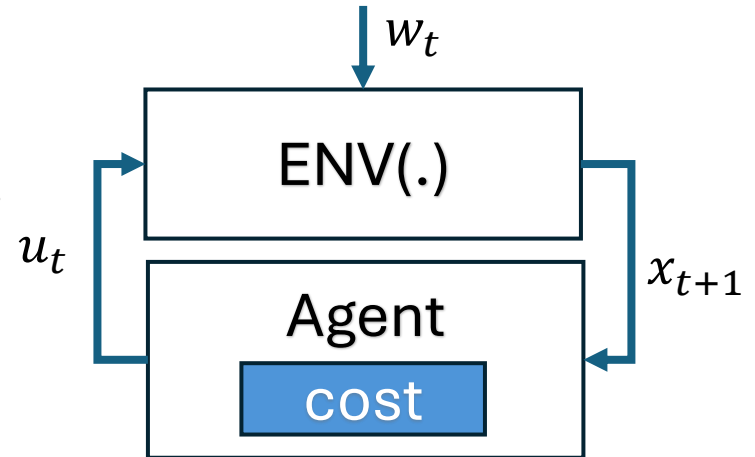 w_t
ENV(.)
u_t
x_{t+1}
Agent
cost